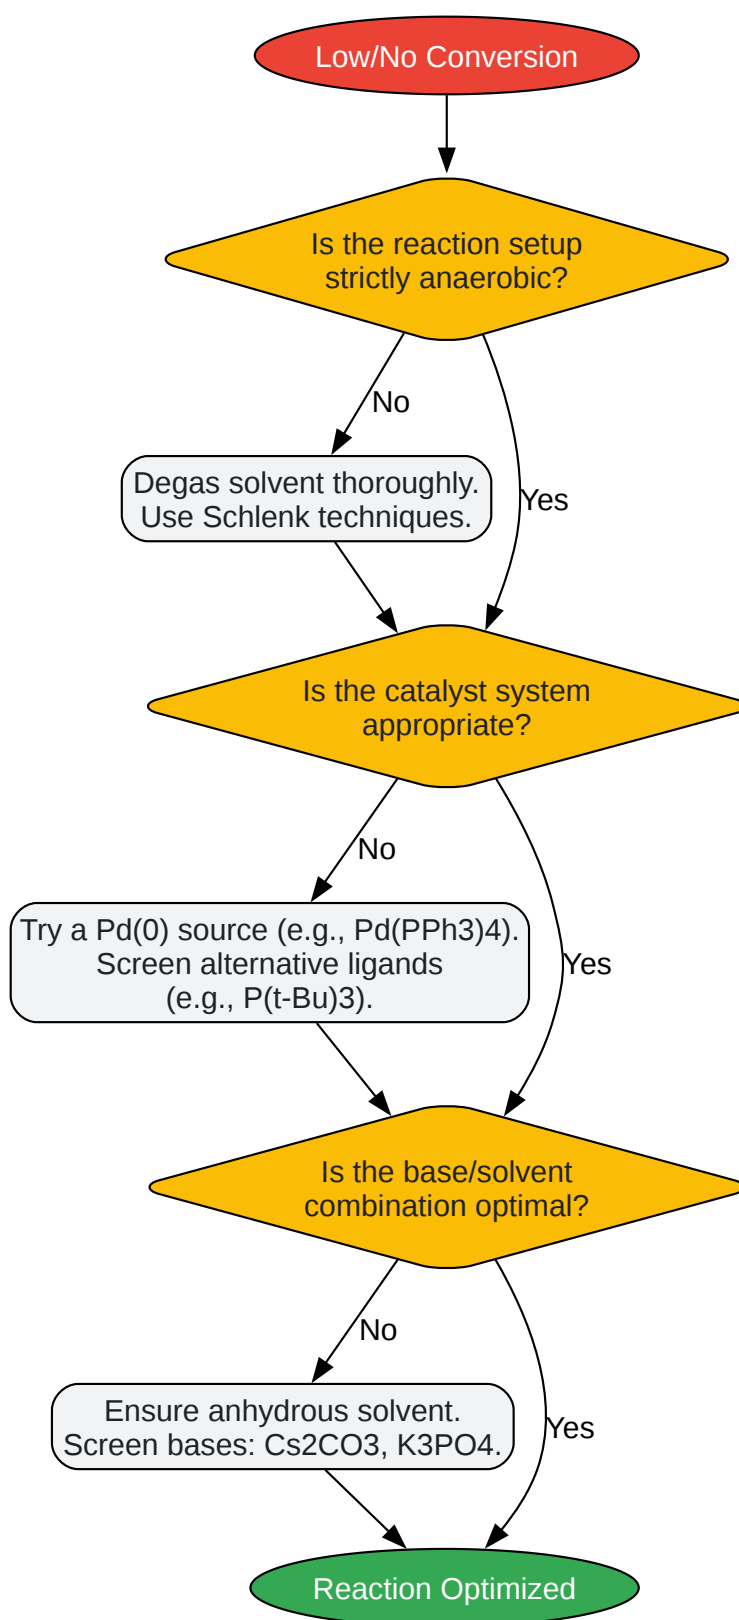 Low/No Conversion
Is the reaction setup
strictly anaerobic?
No
Degas solvent thoroughly.
Use Schlenk techniques.
Yes
Is the catalyst system
appropriate?
No
Try a Pd(0) source (e.g., Pd(PPh3)4).
Screen alternative ligands
(e.g., P(t-Bu)3).
Yes
Is the base/solvent
combination optimal?
No
Ensure anhydrous solvent.
Screen bases: Cs2CO3, K3PO4.
Yes
Reaction Optimized